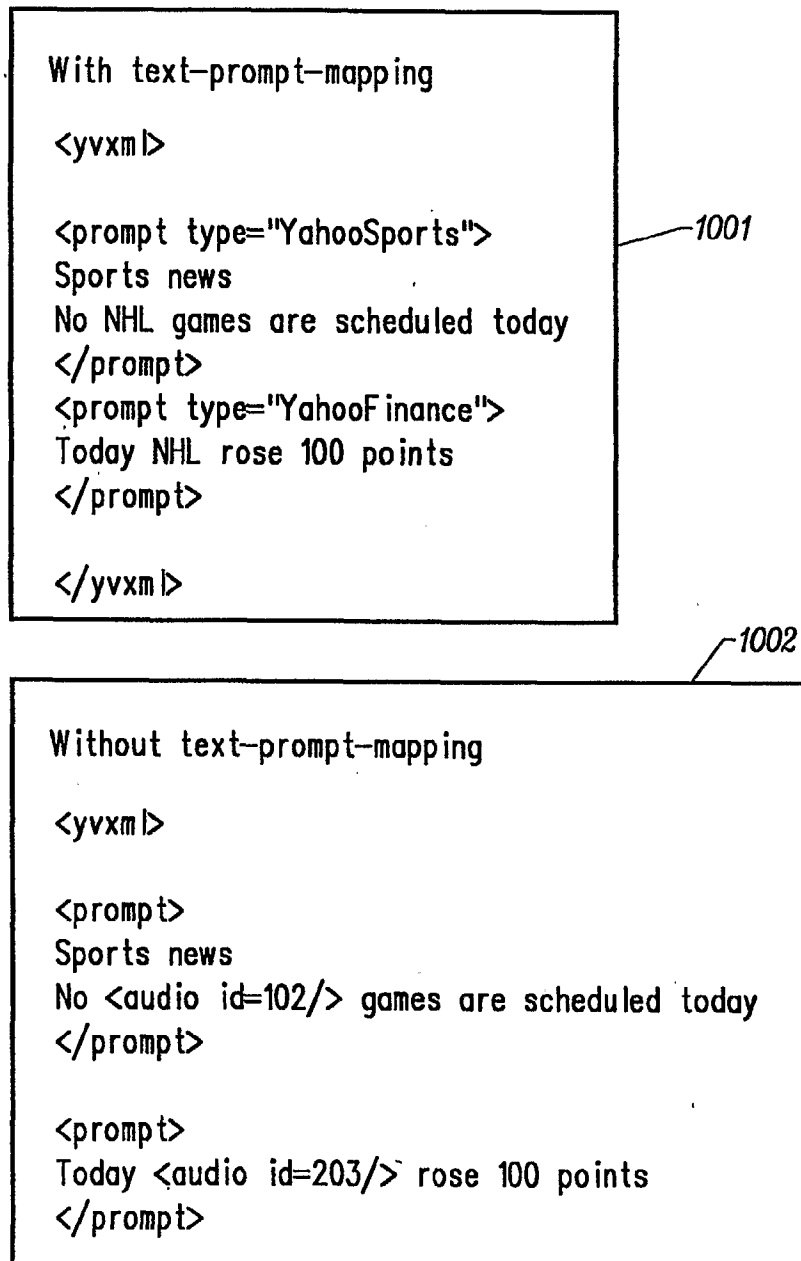 With text-prompt-mapping
<yvxml>
<prompt type="YahooSports">
1001
Sports news
No NHL games are scheduled today
</prompt>
<prompt type="YahooFinance">
Today NHL rose 100 points
</prompt>
</yvxml>
1002
Without text-prompt-mapping
<yvxml>
<prompt>
Sports news
No <audio id=102/> games are scheduled today
</prompt>
<prompt>
Today <audio id=203/> rose 100 points
</prompt>